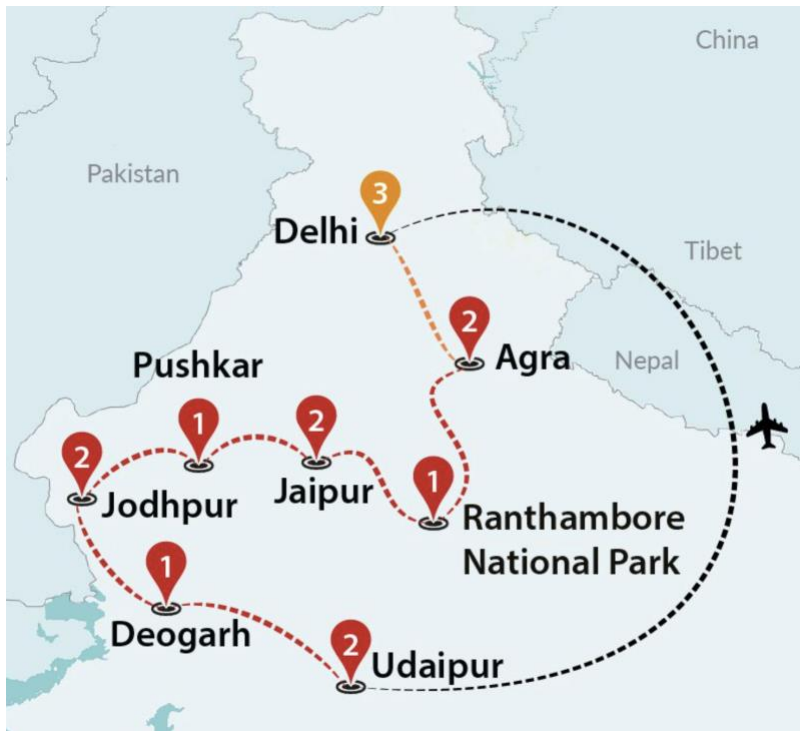 China
Pakistan
3
Delhi
Tibet
2
Agra
Nepal
Pushkar
1
2
2
Jodhpur
Jaipur
1
Ranthambore
National Park
1
Deogarh
2
Udaipur